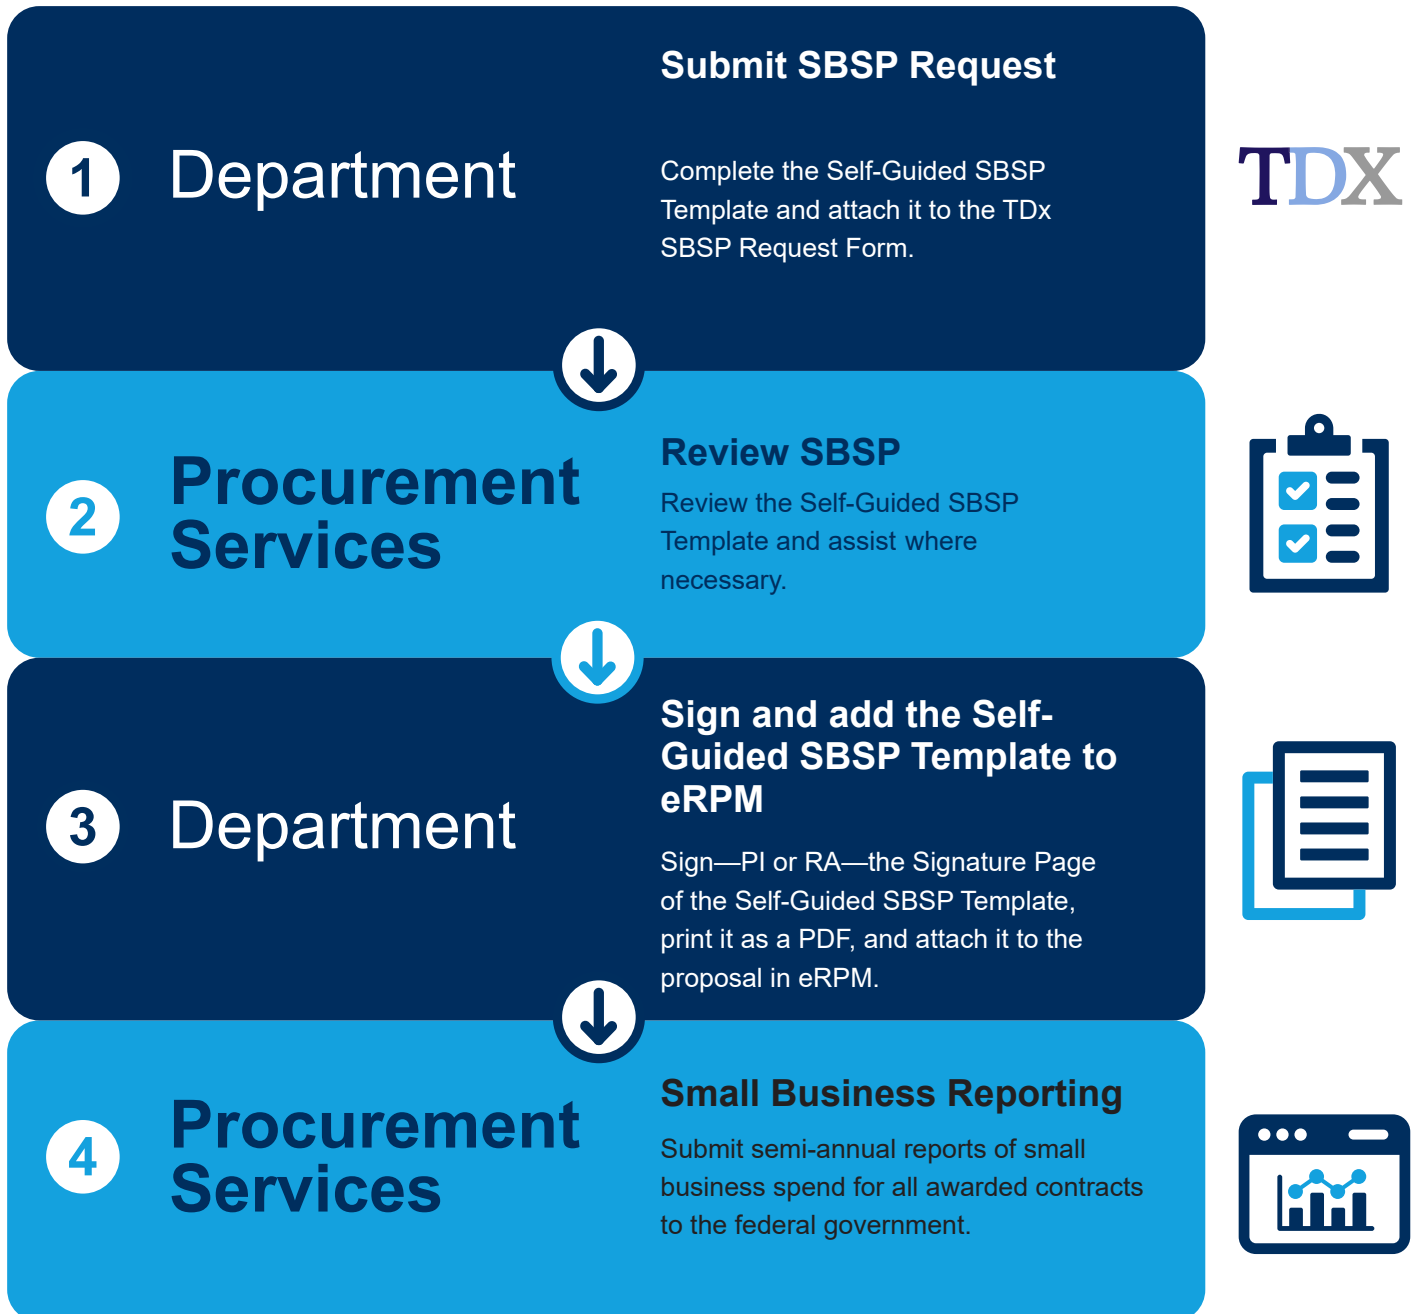 1
Department
Submit SBSP Request
Complete the Self-Guided SBSP
Template and attach it to the TDx
SBSP Request Form.
TDX
2
Procurement
Services
Review SBSP
Review the Self-Guided SBSP
Template and assist where
necessary.
3
Department
Sign and add the Self-
Guided SBSP Template to
eRPM
Sign—PI or RA—the Signature Page
of the Self-Guided SBSP Template,
print it as a PDF, and attach it to the
proposal in eRPM.
4
Procurement
Services
Small Business Reporting
Submit semi-annual reports of small
business spend for all awarded contracts
to the federal government.